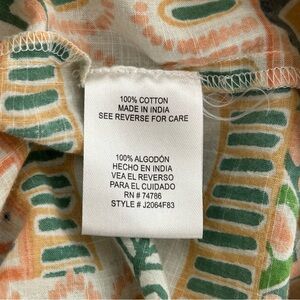 100% COTTON
MADE IN INDIA
SEE REVERSE FOR CARE
100% ALGODÓN
HECHO EN INDIA
VEA EL REVERSO
PARA EL CUIDADO
RN # 74786
STYLE # J2064F83